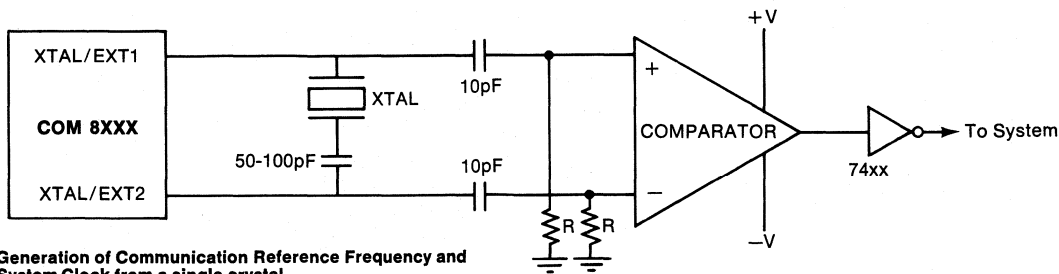 +V
XTAL/EXT1
+
10pF
XTAL
COM 8XXX
COMPARATOR
To System
50-100pF
10pF
74xx
XTAL/EXT2
−
R
R
−V
Generation of Communication Reference Frequency and
System Clock from a single crystal